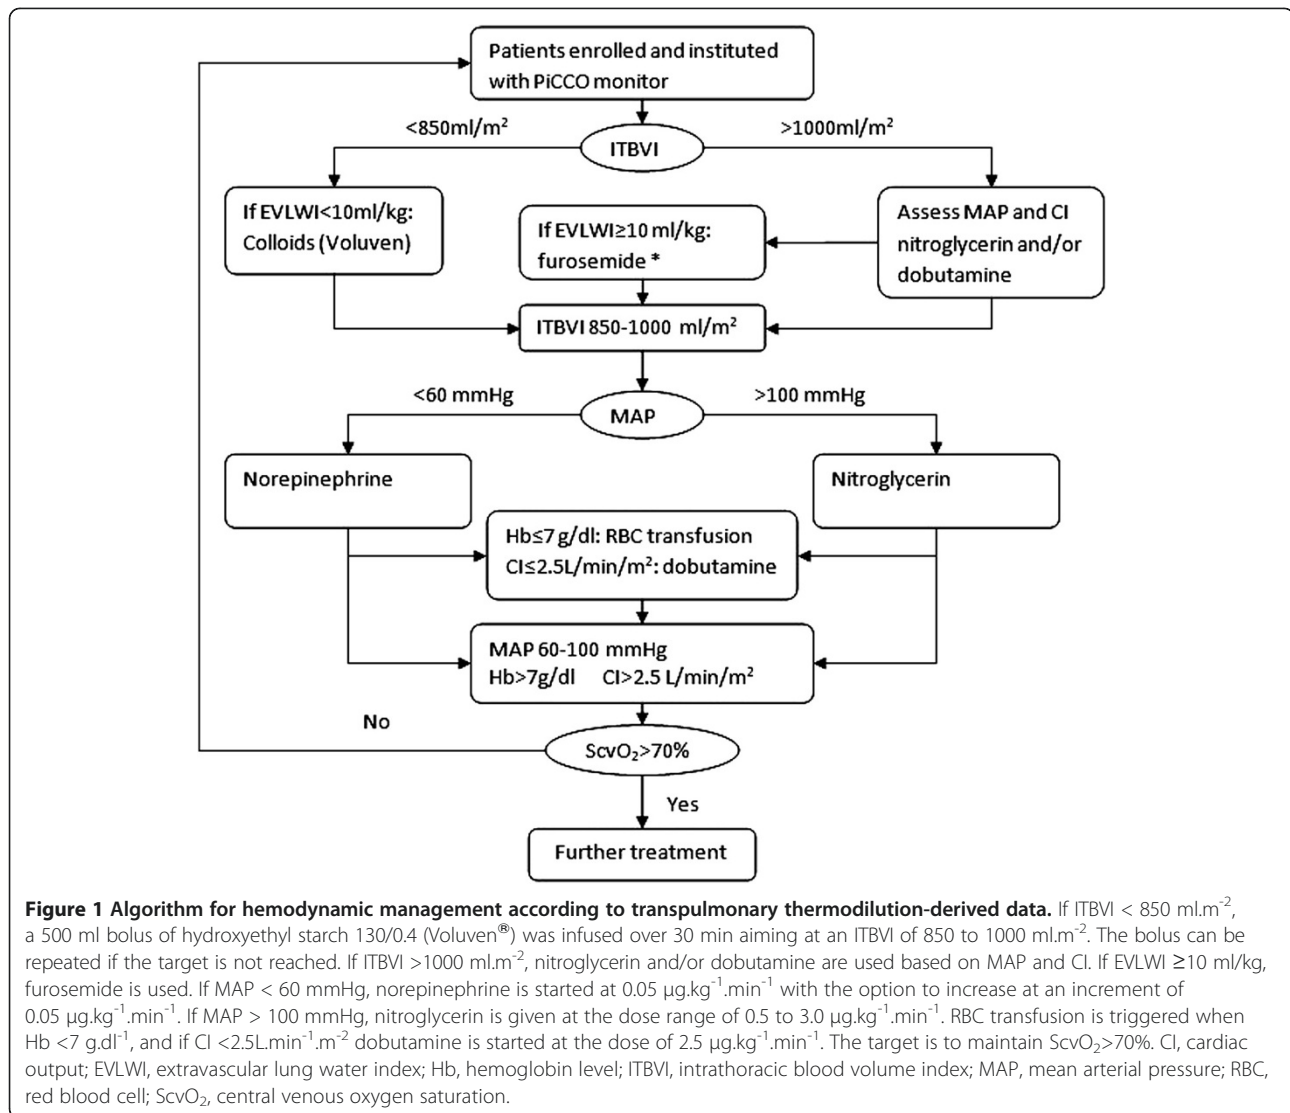 Patients enrolled and instituted
with PiCCO monitor
<850ml/m²
>1000ml/m²
ITBVI
If EVLWI<10ml/kg:
Colloids (Voluven)
If EVLWI≥10 ml/kg:
furosemide *
Assess MAP and CI
nitroglycerin and/or
dobutamine
ITBVI 850-1000 ml/m²
<60 mmHg
>100 mmHg
MAP
Norepinephrine
Nitroglycerin
Hb≤7 g/dl: RBC transfusion
CI≤2.5L/min/m²: dobutamine
MAP 60-100 mmHg
Hb>7g/dl CI>2.5 L/min/m²
No
ScvO₂>70%
Yes
Further treatment
Figure 1 Algorithm for hemodynamic management according to transpulmonary thermodilution-derived data. If ITBVI < 850 ml.m⁻²,
a 500 ml bolus of hydroxyethyl starch 130/0.4 (Voluven®) was infused over 30 min aiming at an ITBVI of 850 to 1000 ml.m⁻². The bolus can be
repeated if the target is not reached. If ITBVI >1000 ml.m⁻², nitroglycerin and/or dobutamine are used based on MAP and CI. If EVLWI ≥10 ml/kg,
furosemide is used. If MAP < 60 mmHg, norepinephrine is started at 0.05 μg.kg⁻¹.min⁻¹ with the option to increase at an increment of
0.05 μg.kg⁻¹.min⁻¹. If MAP > 100 mmHg, nitroglycerin is given at the dose range of 0.5 to 3.0 μg.kg⁻¹.min⁻¹. RBC transfusion is triggered when
Hb <7 g.dl⁻¹, and if CI <2.5L.min⁻¹.m⁻² dobutamine is started at the dose of 2.5 μg.kg⁻¹.min⁻¹. The target is to maintain ScvO₂>70%. CI, cardiac
output; EVLWI, extravascular lung water index; Hb, hemoglobin level; ITBVI, intrathoracic blood volume index; MAP, mean arterial pressure; RBC,
red blood cell; ScvO₂, central venous oxygen saturation.